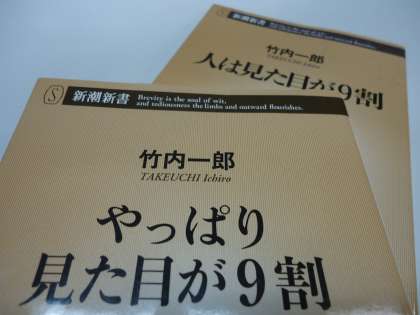 新潮新書
竹内一郎
TAKEUCHI Ichiro
人は見た目が9割
S
新潮新書
Brevity is the soul of wit,
and tediousness the limbs and outward flourishes.
竹内一郎
TAKEUCHI Ichiro
やっぱり
見た目が9割